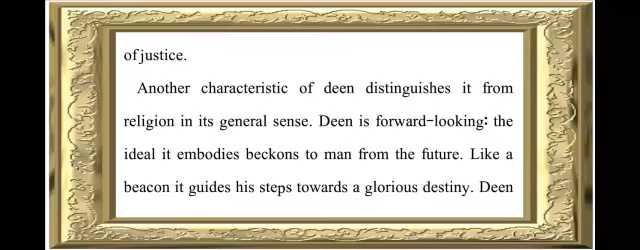 of justice.
Another characteristic of deen distinguishes it from
religion in its general sense. Deen is forward-looking: the
ideal it embodies beckons to man from the future. Like a
beacon it guides his steps towards a glorious destiny. Deen